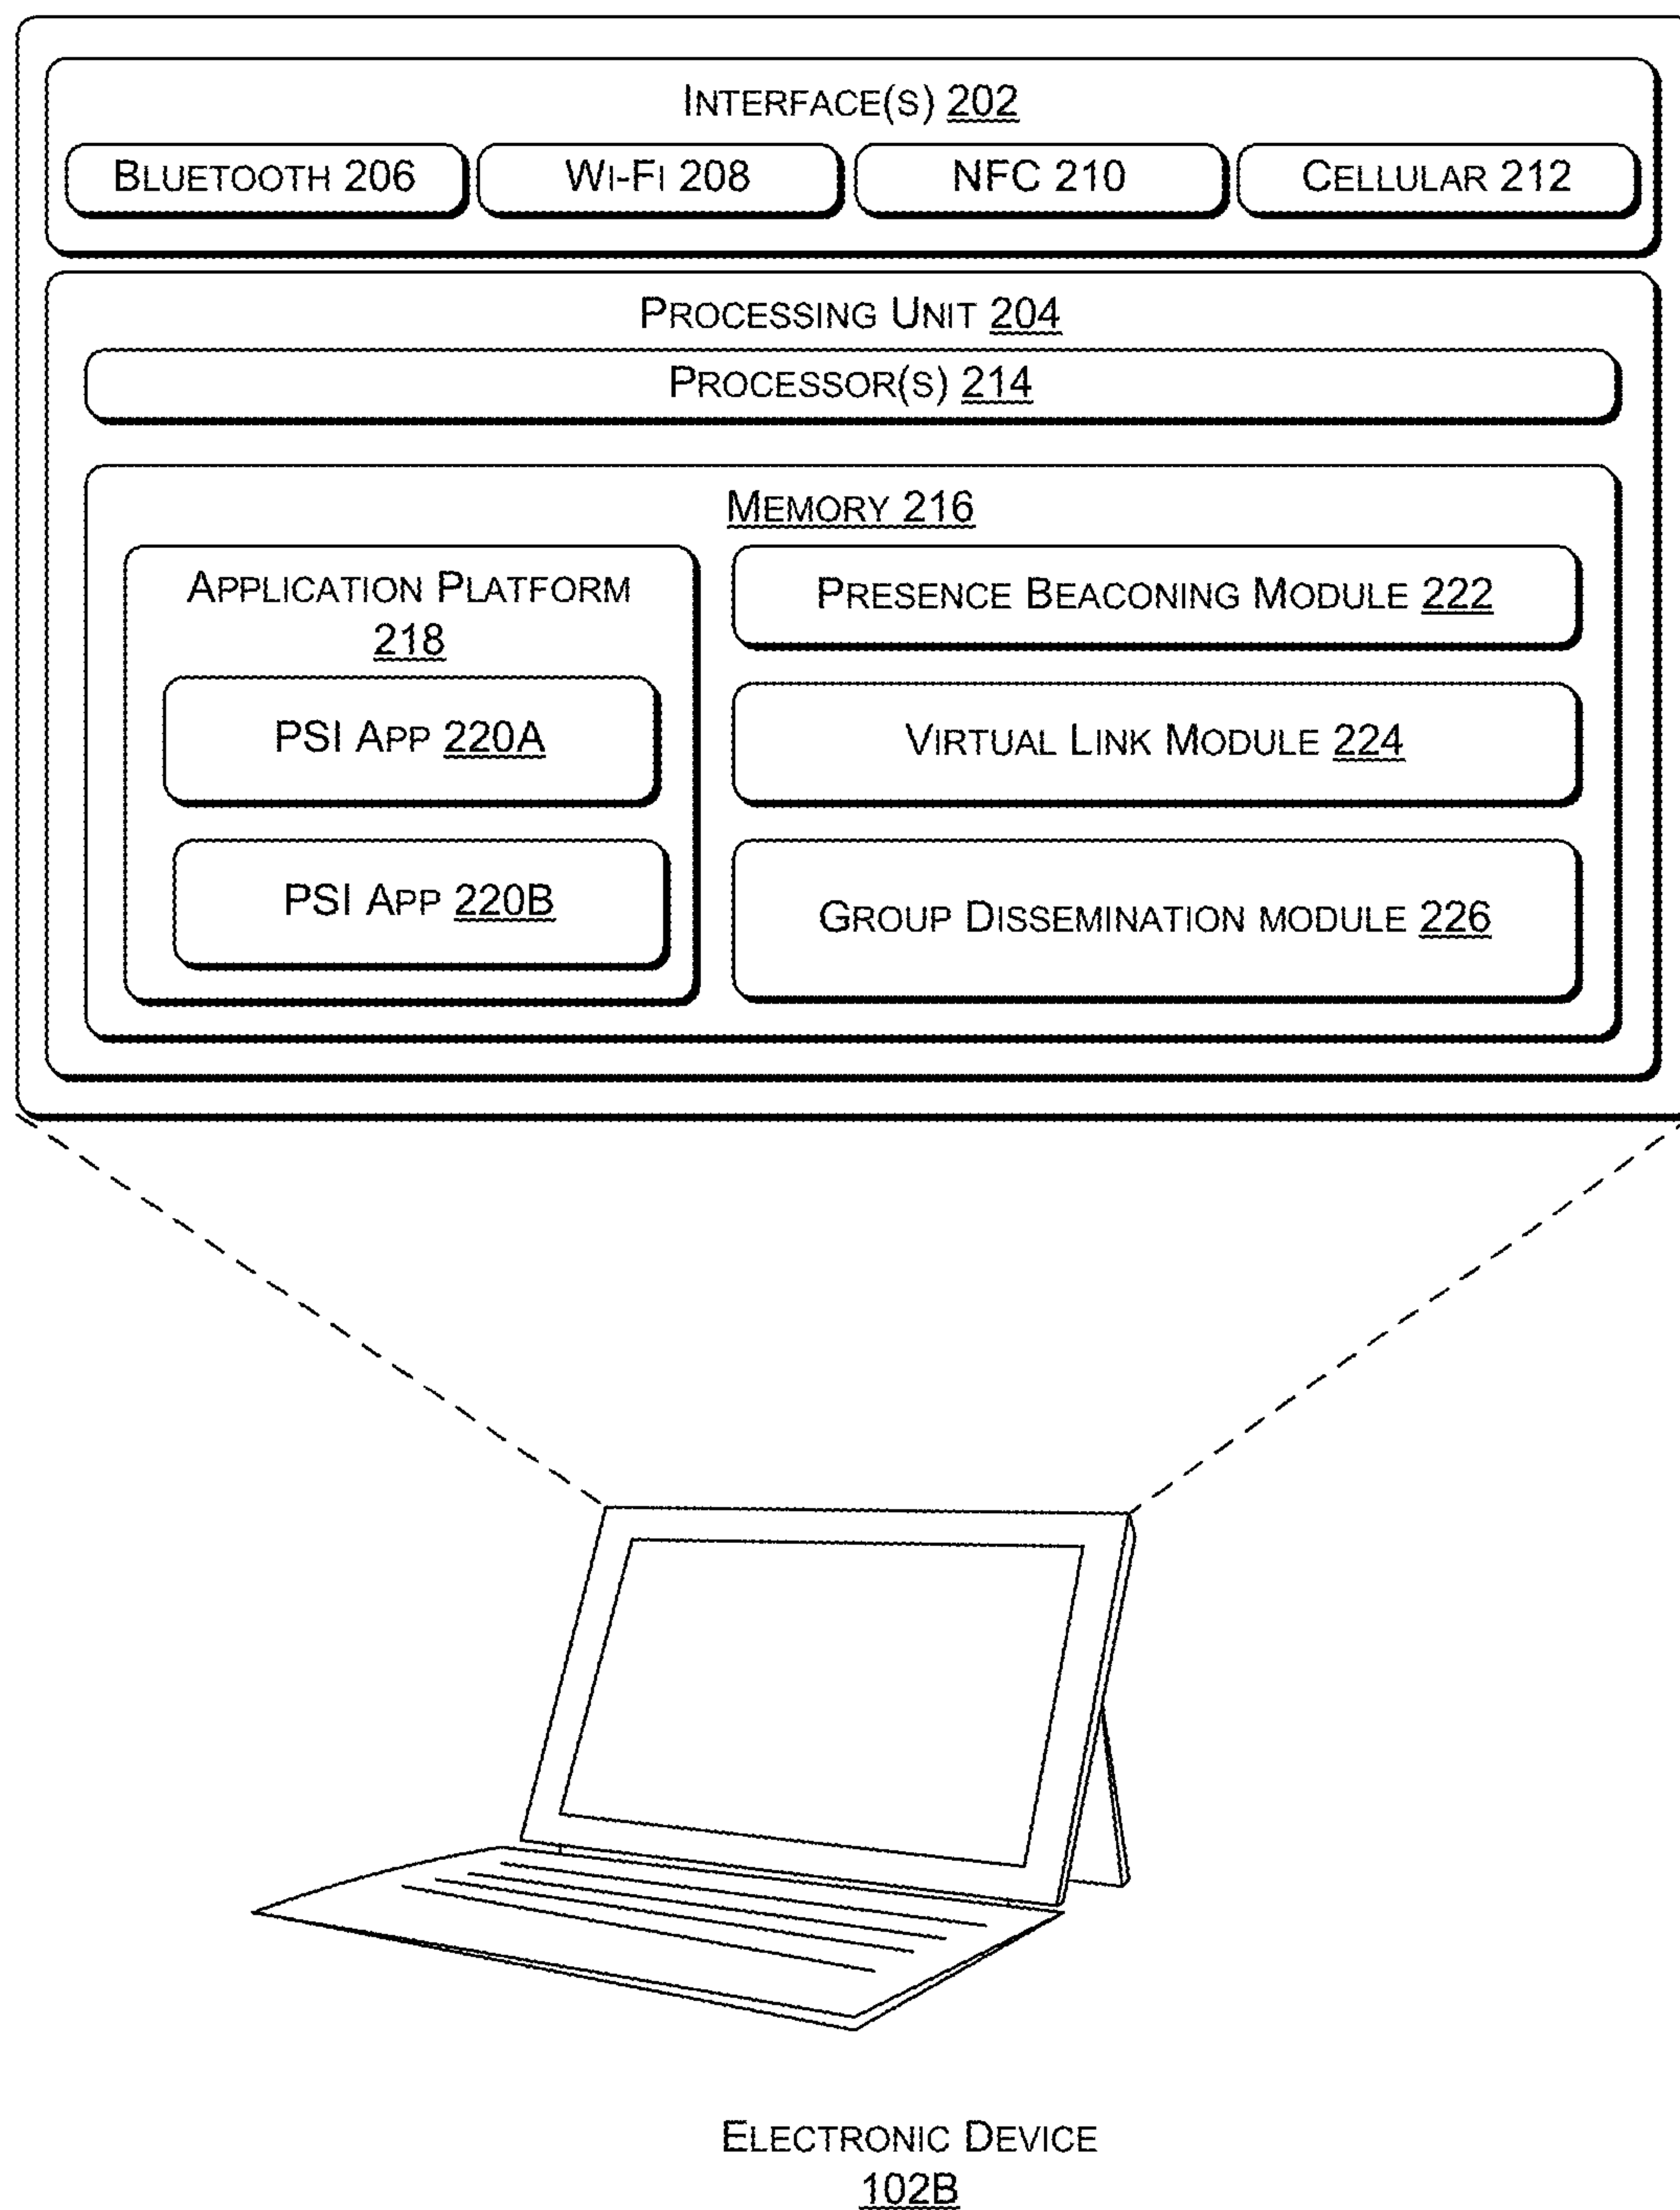 INTERFACE(S) 202
BLUETOOTH 206 WI-FI 208 NFC 210 CELLULAR 212
PROCESSING UNIT 204
PROCESSOR(S) 214
MEMORY 216
APPLICATION PLATFORM
218
PSI APP 220A
PSI APP 220B
PRESENCE BEACONING MODULE 222
VIRTUAL LINK MODULE 224
GROUP DISSEMINATION MODULE 226
ELECTRONIC DEVICE
102B